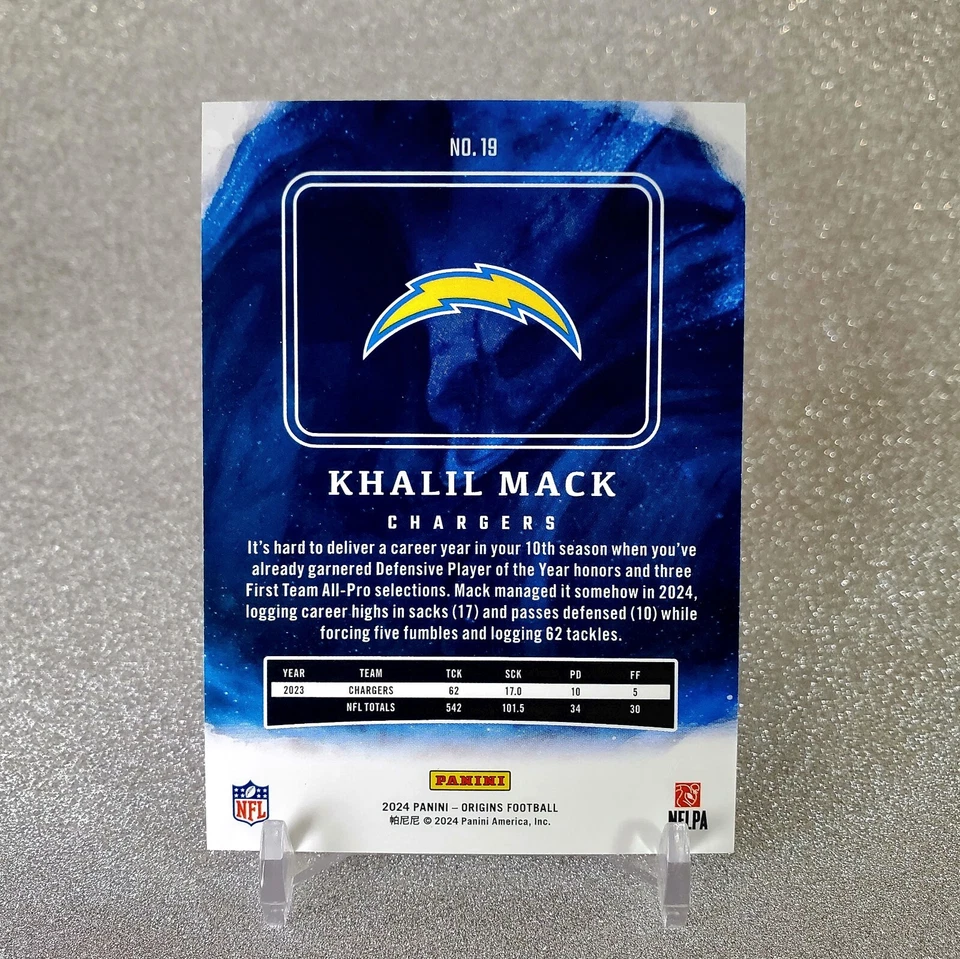 NO. 19
KHALIL MACK
CHARGERS
It's hard to deliver a career year in your 10th season when you've
already garnered Defensive Player of the Year honors and three
First Team All-Pro selections. Mack managed it somehow in 2024,
logging career highs in sacks (17) and passes defensed (10) while
forcing five fumbles and logging 62 tackles.
YEAR TEAM TCK SCK PD FF
2023 CHARGERS 62 17.0 10 5
NFL TOTALS 542 101.5 34 30
PANINI
NFL
2024 PANINI – ORIGINS FOOTBALL
帕尼尼 © 2024 Panini America, Inc.
NFLPA